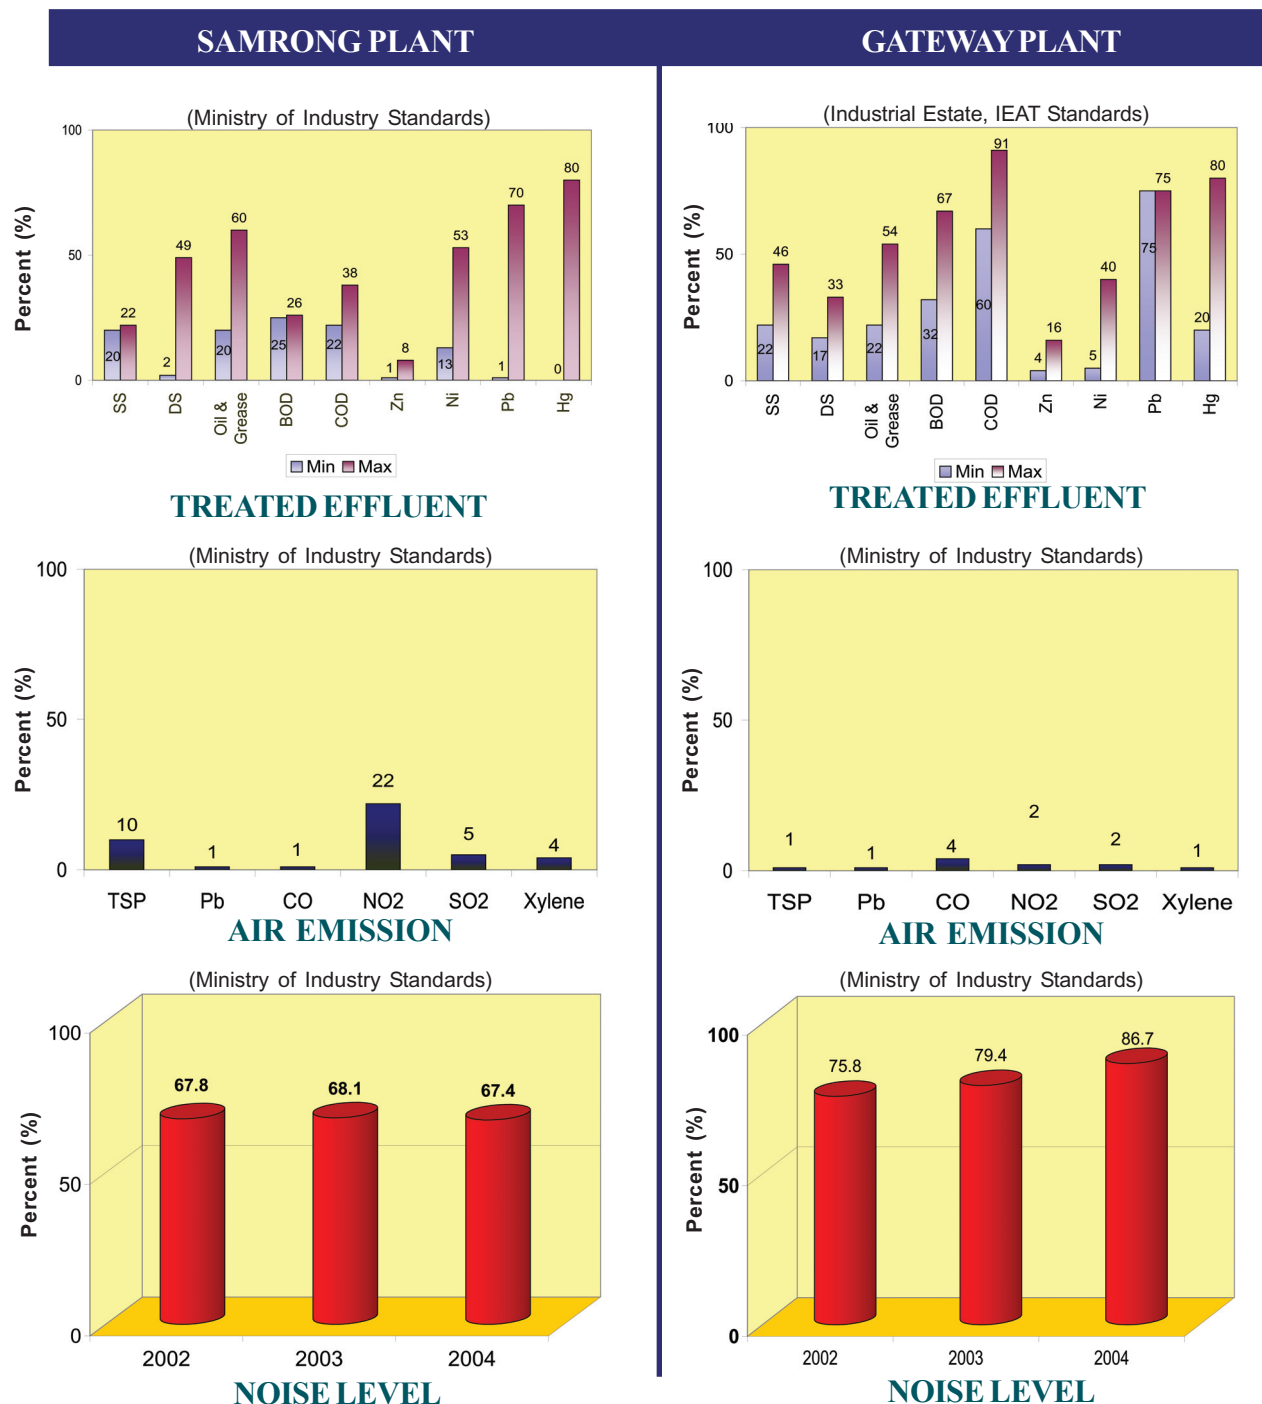 SAMRONG PLANT
GATEWAY PLANT
(Ministry of Industry Standards)
Percent (%)
100
50
0
20
22
2
49
20
60
25
26
22
38
1
8
13
53
1
70
0
80
SS
DS
Oil &
Grease
BOD
COD
Zn
Ni
Pb
Hg
Min
Max
TREATED EFFLUENT
(Industrial Estate, IEAT Standards)
Percent (%)
100
50
0
22
46
17
33
22
54
32
67
60
91
4
16
5
40
75
75
20
80
SS
DS
Oil &
Grease
BOD
COD
Zn
Ni
Pb
Hg
Min
Max
TREATED EFFLUENT
(Ministry of Industry Standards)
Percent (%)
100
50
0
10
1
1
22
5
4
TSP
Pb
CO
NO2
SO2
Xylene
AIR EMISSION
(Ministry of Industry Standards)
Percent (%)
100
50
0
1
1
4
2
2
1
TSP
Pb
CO
NO2
SO2
Xylene
AIR EMISSION
(Ministry of Industry Standards)
Percent (%)
100
50
0
67.8
68.1
67.4
2002
2003
2004
NOISE LEVEL
(Ministry of Industry Standards)
Percent (%)
100
50
0
75.8
79.4
86.7
2002
2003
2004
NOISE LEVEL